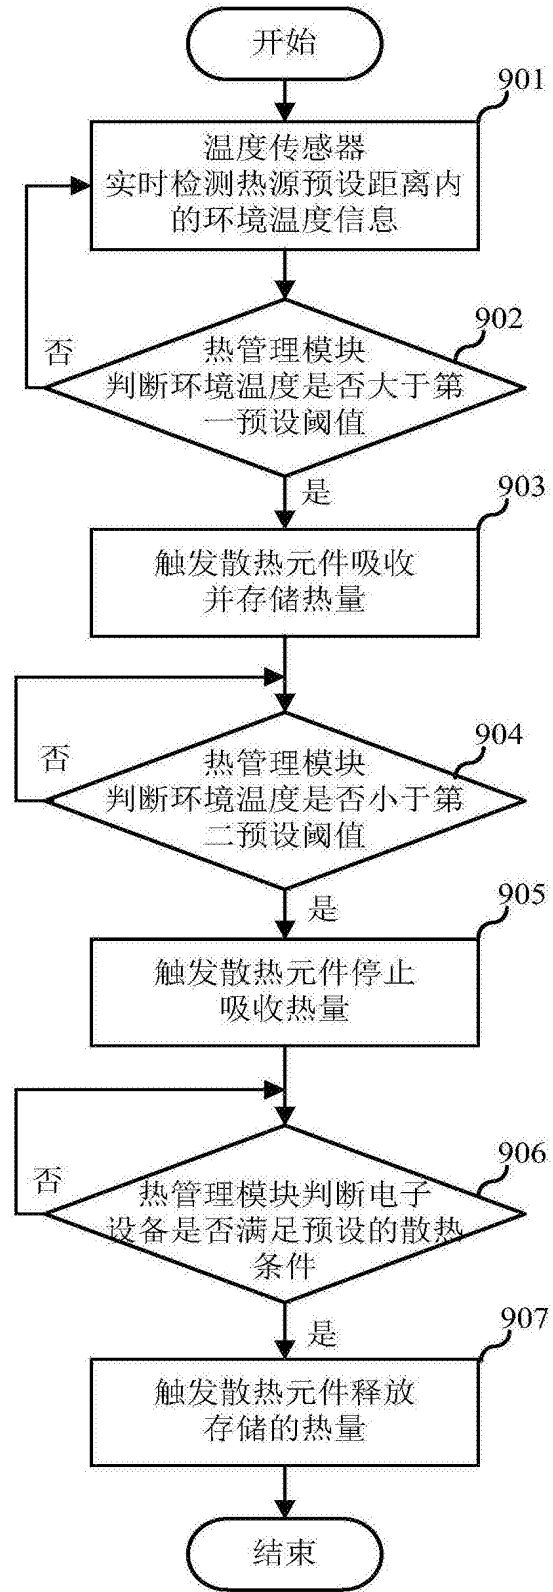 开始
901
温度传感器
实时检测热源预设距离内
的环境温度信息
902
否
热管理模块
判断环境温度是否大于第
一预设阈值
是
903
触发散热元件吸收
并存储热量
904
否
热管理模块
判断环境温度是否小于第
二预设阈值
是
905
触发散热元件停止
吸收热量
906
否
热管理模块判断电子
设备是否满足预设的散热
条件
是
907
触发散热元件释放
存储的热量
结束